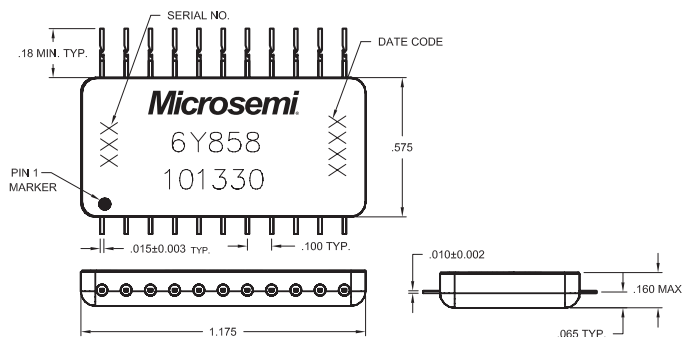 SERIAL NO.
.18 MIN. TYP.
DATE CODE
Microsemi.
XXX
6Y858
XXXX
101330
.575
PIN 1
MARKER
.015±0.003 TYP.
.100 TYP.
.010±0.002
.160 MAX
1.175
.065 TYP.